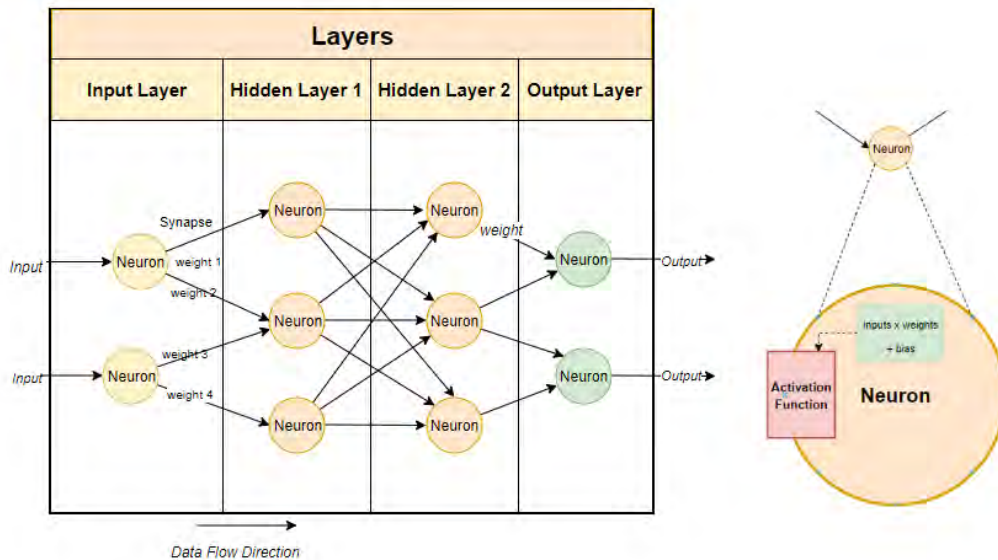 Layers
Input Layer Hidden Layer 1 Hidden Layer 2 Output Layer
Neuron
Neuron Neuron
Synapse
weight
Input Neuron weight 1 Neuron Output
weight 2
Neuron Neuron
weight 3
Input Neuron Neuron Output
weight 4
Neuron Neuron
Data Flow Direction
inputs x weights
+ bias
Activation
Function
Neuron